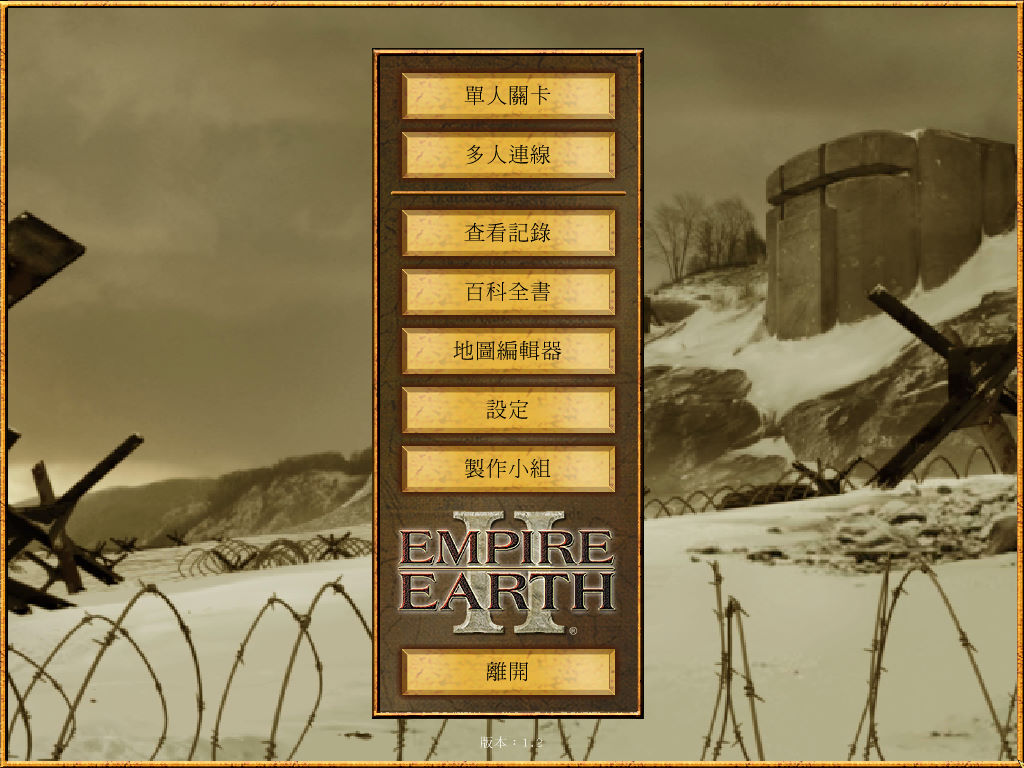 單人關卡
多人連線
查看記錄
百科全書
地圖編輯器
設定
製作小組
II
EMPIRE
EARTH
®
離開
版本：1.2